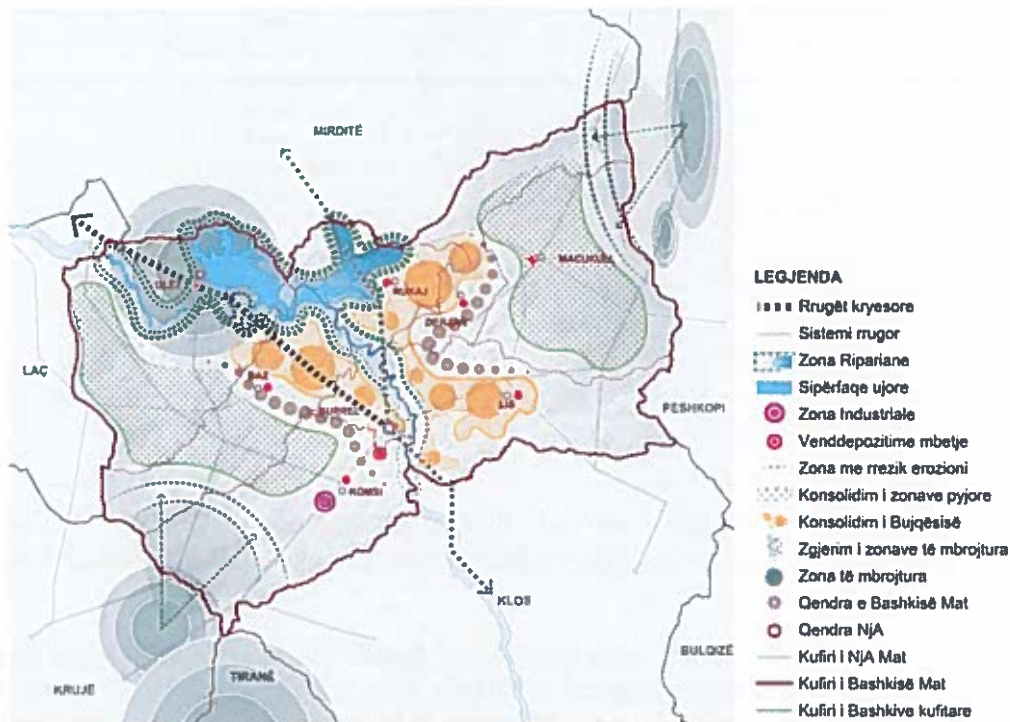 MIRDITË
ULEZ
MACUKULL
RUKAJ
DERJAN
LAÇ
BAZ
SUPREL
LIS
PESHKOPI
KOMSI
KLOS
BULQIZË
KRUJË
TIRANË
LEGJENDA
Rrugët kryesore
Sistemi rrugor
Zona Ripariane
Sipërfaqe ujore
Zona Industriale
Venddepozitime mbetje
Zona me rrezik erozioni
Konsolidim i zonave pyjore
Konsolidim i Bujqësisë
Zgjerim i zonave të mbrojtura
Zona të mbrojtura
Qendra e Bashkisë Mat
Qendra NjA
Kufiri i NjA Mat
Kufiri i Bashkisë Mat
Kufiri i Bashkive kufitare